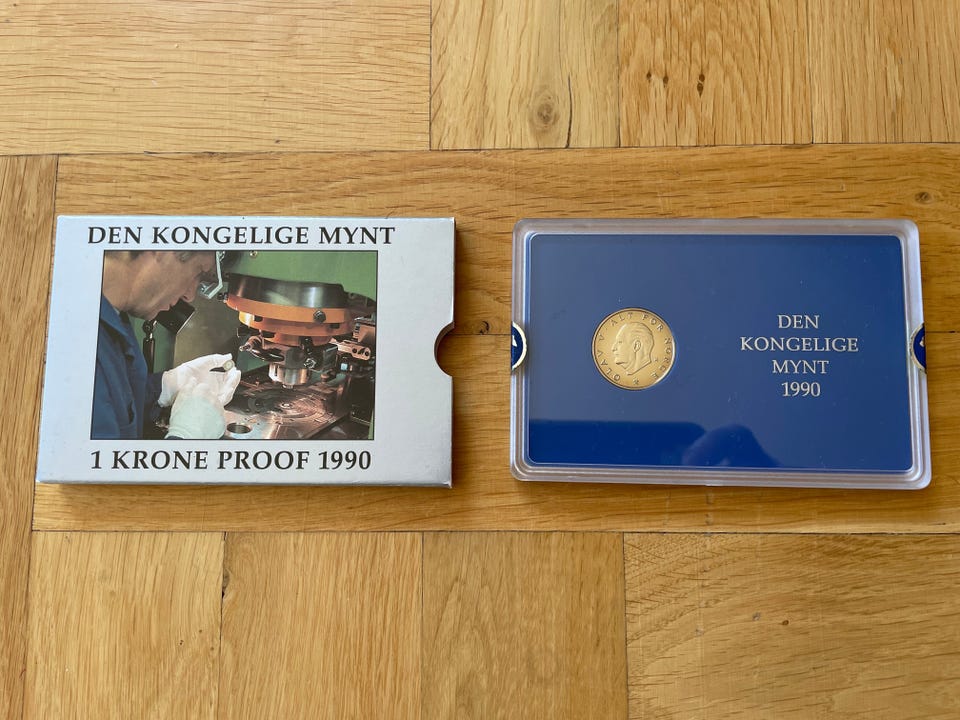 DEN KONGELIGE MYNT
1 KRONE PROOF 1990
OLAV V ALT FOR NORGE
DEN
KONGELIGE
MYNT
1990